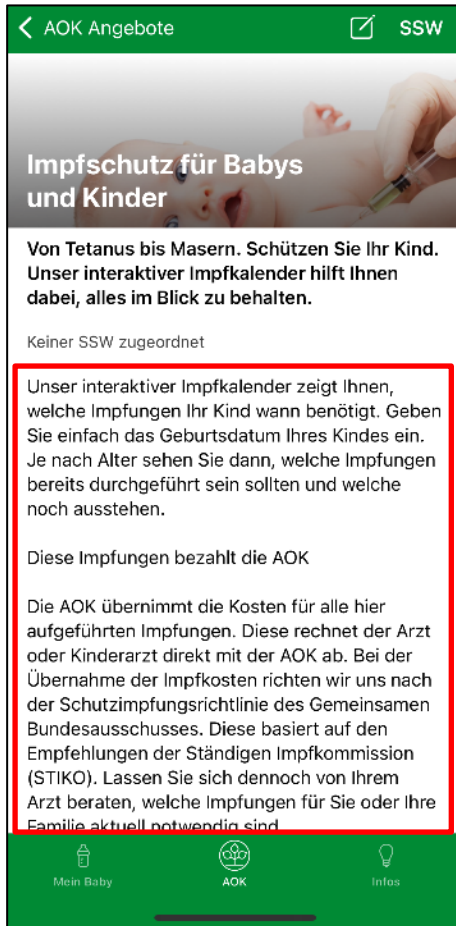 AOK Angebote
SSW
Impfschutz für Babys
und Kinder
Von Tetanus bis Masern. Schützen Sie Ihr Kind.
Unser interaktiver Impfkalender hilft Ihnen
dabei, alles im Blick zu behalten.
Keiner SSW zugeordnet
Unser interaktiver Impfkalender zeigt Ihnen,
welche Impfungen Ihr Kind wann benötigt. Geben
Sie einfach das Geburtsdatum Ihres Kindes ein.
Je nach Alter sehen Sie dann, welche Impfungen
bereits durchgeführt sein sollten und welche
noch ausstehen.
Diese Impfungen bezahlt die AOK
Die AOK übernimmt die Kosten für alle hier
aufgeführten Impfungen. Diese rechnet der Arzt
oder Kinderarzt direkt mit der AOK ab. Bei der
Übernahme der Impfkosten richten wir uns nach
der Schutzimpfungsrichtlinie des Gemeinsamen
Bundesausschusses. Diese basiert auf den
Empfehlungen der Ständigen Impfkommission
(STIKO). Lassen Sie sich dennoch von Ihrem
Arzt beraten, welche Impfungen für Sie oder Ihre
Familie aktuell notwendig sind
Mein Baby
AOK
Infos